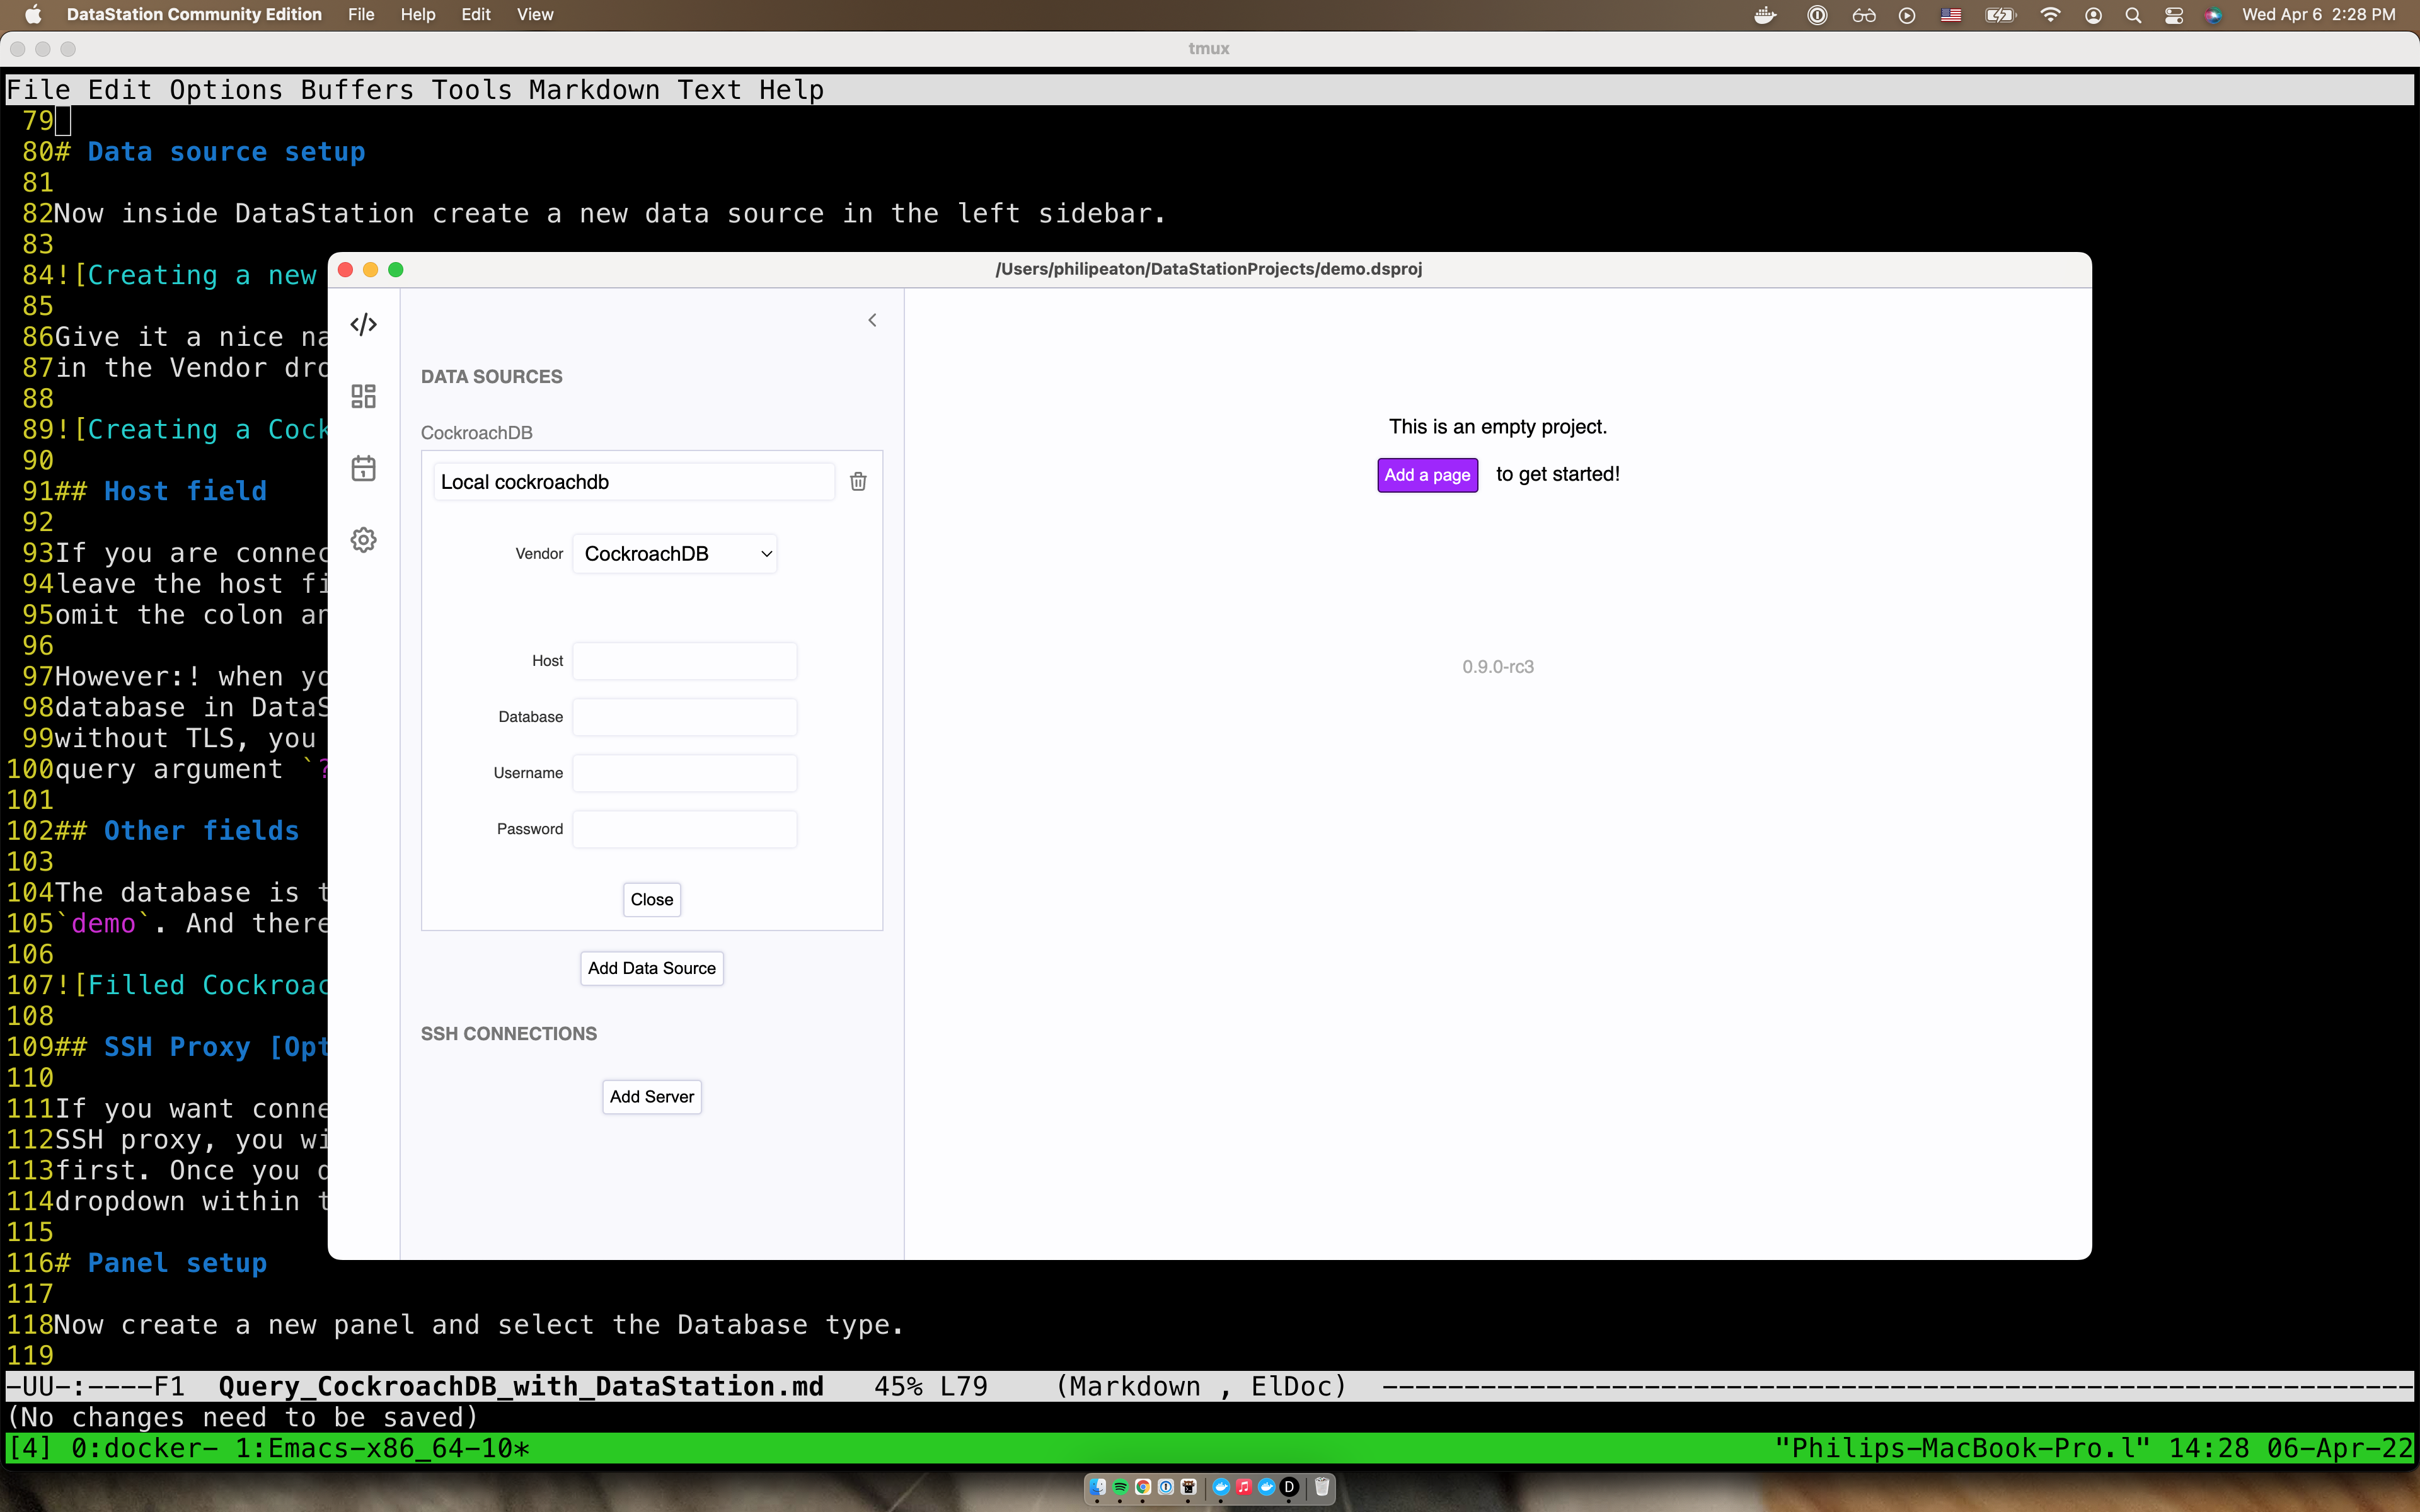 DataStation Community Edition File Help Edit View Wed Apr 6 2:28 PM
tmux
File Edit Options Buffers Tools Markdown Text Help
79
80# Data source setup
81
82Now inside DataStation create a new data source in the left sidebar.
83
84![Creating a new
85
86Give it a nice na
87in the Vendor dro
88
89![Creating a Cock
90
91## Host field
92
93If you are connec
94leave the host fi
95omit the colon an
96
97However:! when yo
98database in DataS
99without TLS, you
100query argument `?
101
102## Other fields
103
104The database is t
105`demo`. And there
106
107![Filled Cockroac
108
109## SSH Proxy [Opt
110
111If you want conne
112SSH proxy, you wi
113first. Once you d
114dropdown within t
115
116# Panel setup
117
118Now create a new panel and select the Database type.
119
-UU-:----F1 Query_CockroachDB_with_DataStation.md 45% L79 (Markdown , ElDoc) ----------------------------------------------------------------
(No changes need to be saved)
[4] 0:docker- 1:Emacs-x86_64-10* "Philips-MacBook-Pro.l" 14:28 06-Apr-22
/Users/philipeaton/DataStationProjects/demo.dsproj
DATA SOURCES
CockroachDB
Local cockroachdb
Vendor CockroachDB
Host
Database
Username
Password
Close
Add Data Source
SSH CONNECTIONS
Add Server
This is an empty project.
Add a page to get started!
0.9.0-rc3